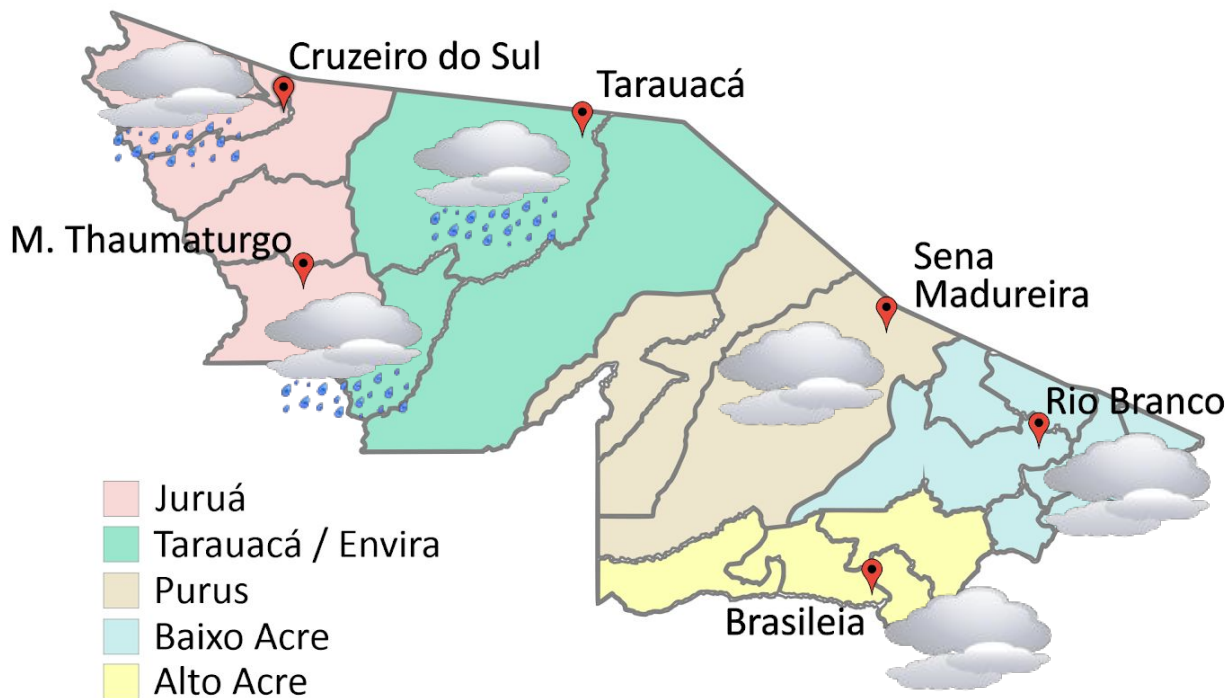 Cruzeiro do Sul
Tarauacá
M. Thaumaturgo
Sena
Madureira
Rio Branco
Brasileia
Juruá
Tarauacá / Envira
Purus
Baixo Acre
Alto Acre